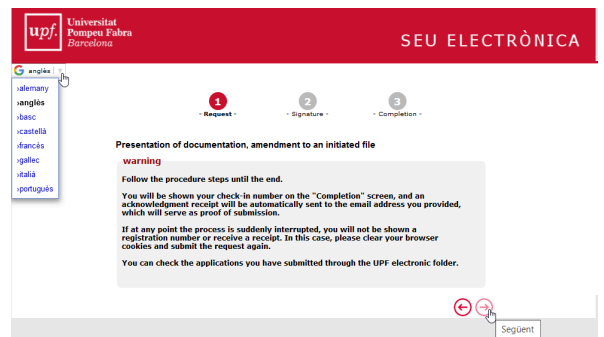 upf.
Universitat
Pompeu Fabra
Barcelona
SEU ELECTRÒNICA
G anglès
›alemany
›anglès
›basc
›castellà
›francès
›gallec
›italià
›portuguès
1
2
3
- Request -
- Signature -
- Completion -
Presentation of documentation, amendment to an initiated file
warning
Follow the procedure steps until the end.
You will be shown your check-in number on the "Completion" screen, and an
acknowledgment receipt will be automatically sent to the email address you provided,
which will serve as proof of submission.
If at any point the process is suddenly interrupted, you will not be shown a
registration number or receive a receipt. In this case, please clear your browser
cookies and submit the request again.
You can check the applications you have submitted through the UPF electronic folder.
Següent